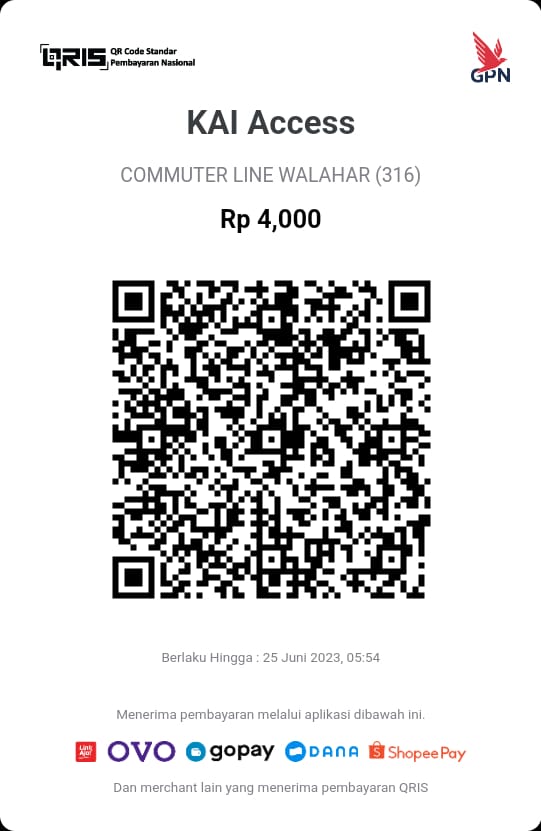 QRIS QR Code Standar
Pembayaran Nasional
GPN
KAI Access
COMMUTER LINE WALAHAR (316)
Rp 4,000
Berlaku Hingga : 25 Juni 2023, 05:54
Menerima pembayaran melalui aplikasi dibawah ini.
Link Aja! OVO gopay DANA S ShopeePay
Dan merchant lain yang menerima pembayaran QRIS